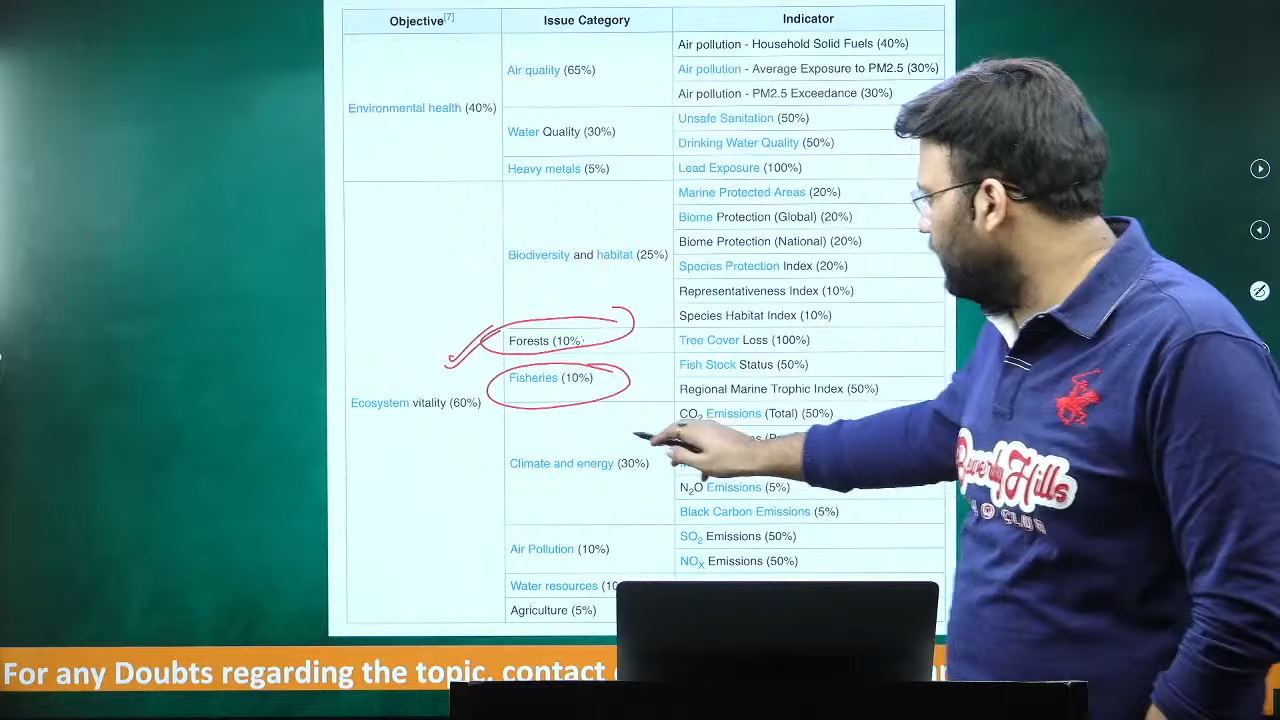 Objective[7] Issue Category Indicator
Environmental health (40%)
Air quality (65%)
Air pollution - Household Solid Fuels (40%)
Air pollution - Average Exposure to PM2.5 (30%)
Air pollution - PM2.5 Exceedance (30%)
Water Quality (30%)
Unsafe Sanitation (50%)
Drinking Water Quality (50%)
Heavy metals (5%)
Lead Exposure (100%)
Ecosystem vitality (60%)
Biodiversity and habitat (25%)
Marine Protected Areas (20%)
Biome Protection (Global) (20%)
Biome Protection (National) (20%)
Species Protection Index (20%)
Representativeness Index (10%)
Species Habitat Index (10%)
Forests (10%)
Tree Cover Loss (100%)
Fisheries (10%)
Fish Stock Status (50%)
Regional Marine Trophic Index (50%)
Climate and energy (30%)
CO2 Emissions (Total) (50%)
N2O Emissions (5%)
Black Carbon Emissions (5%)
Air Pollution (10%)
SO2 Emissions (50%)
NOX Emissions (50%)
Water resources (10
Agriculture (5%)
Beverly Hills
CLUB
For any Doubts regarding the topic, contact